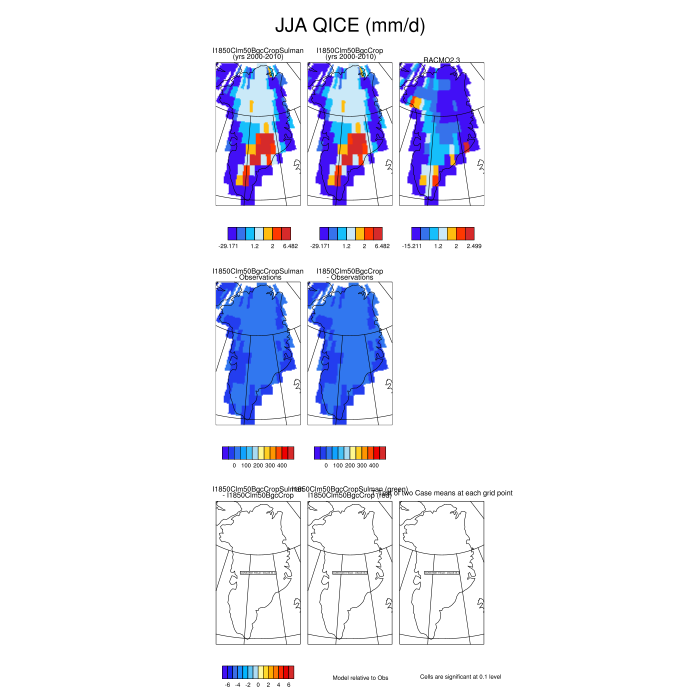 JJA QICE (mm/d)
I1850Clm50BgcCropSulman
(yrs 2000-2010)
I1850Clm50BgcCrop
(yrs 2000-2010)
RACMO2.3
-29.171 1.2 2 6.482
-29.171 1.2 2 6.482
-15.211 1.2 2 2.499
I1850Clm50BgcCropSulman
- Observations
I1850Clm50BgcCrop
- Observations
0 100 200 300 400
0 100 200 300 400
I1850Clm50BgcCropSulman
- I1850Clm50BgcCrop
I1850Clm50BgcCropSulman (green)
I1850Clm50BgcCrop (red)
of two Case means at each grid point
-6 -4 -2 0 2 4 6
Model relative to Obs
Cells are significant at 0.1 level